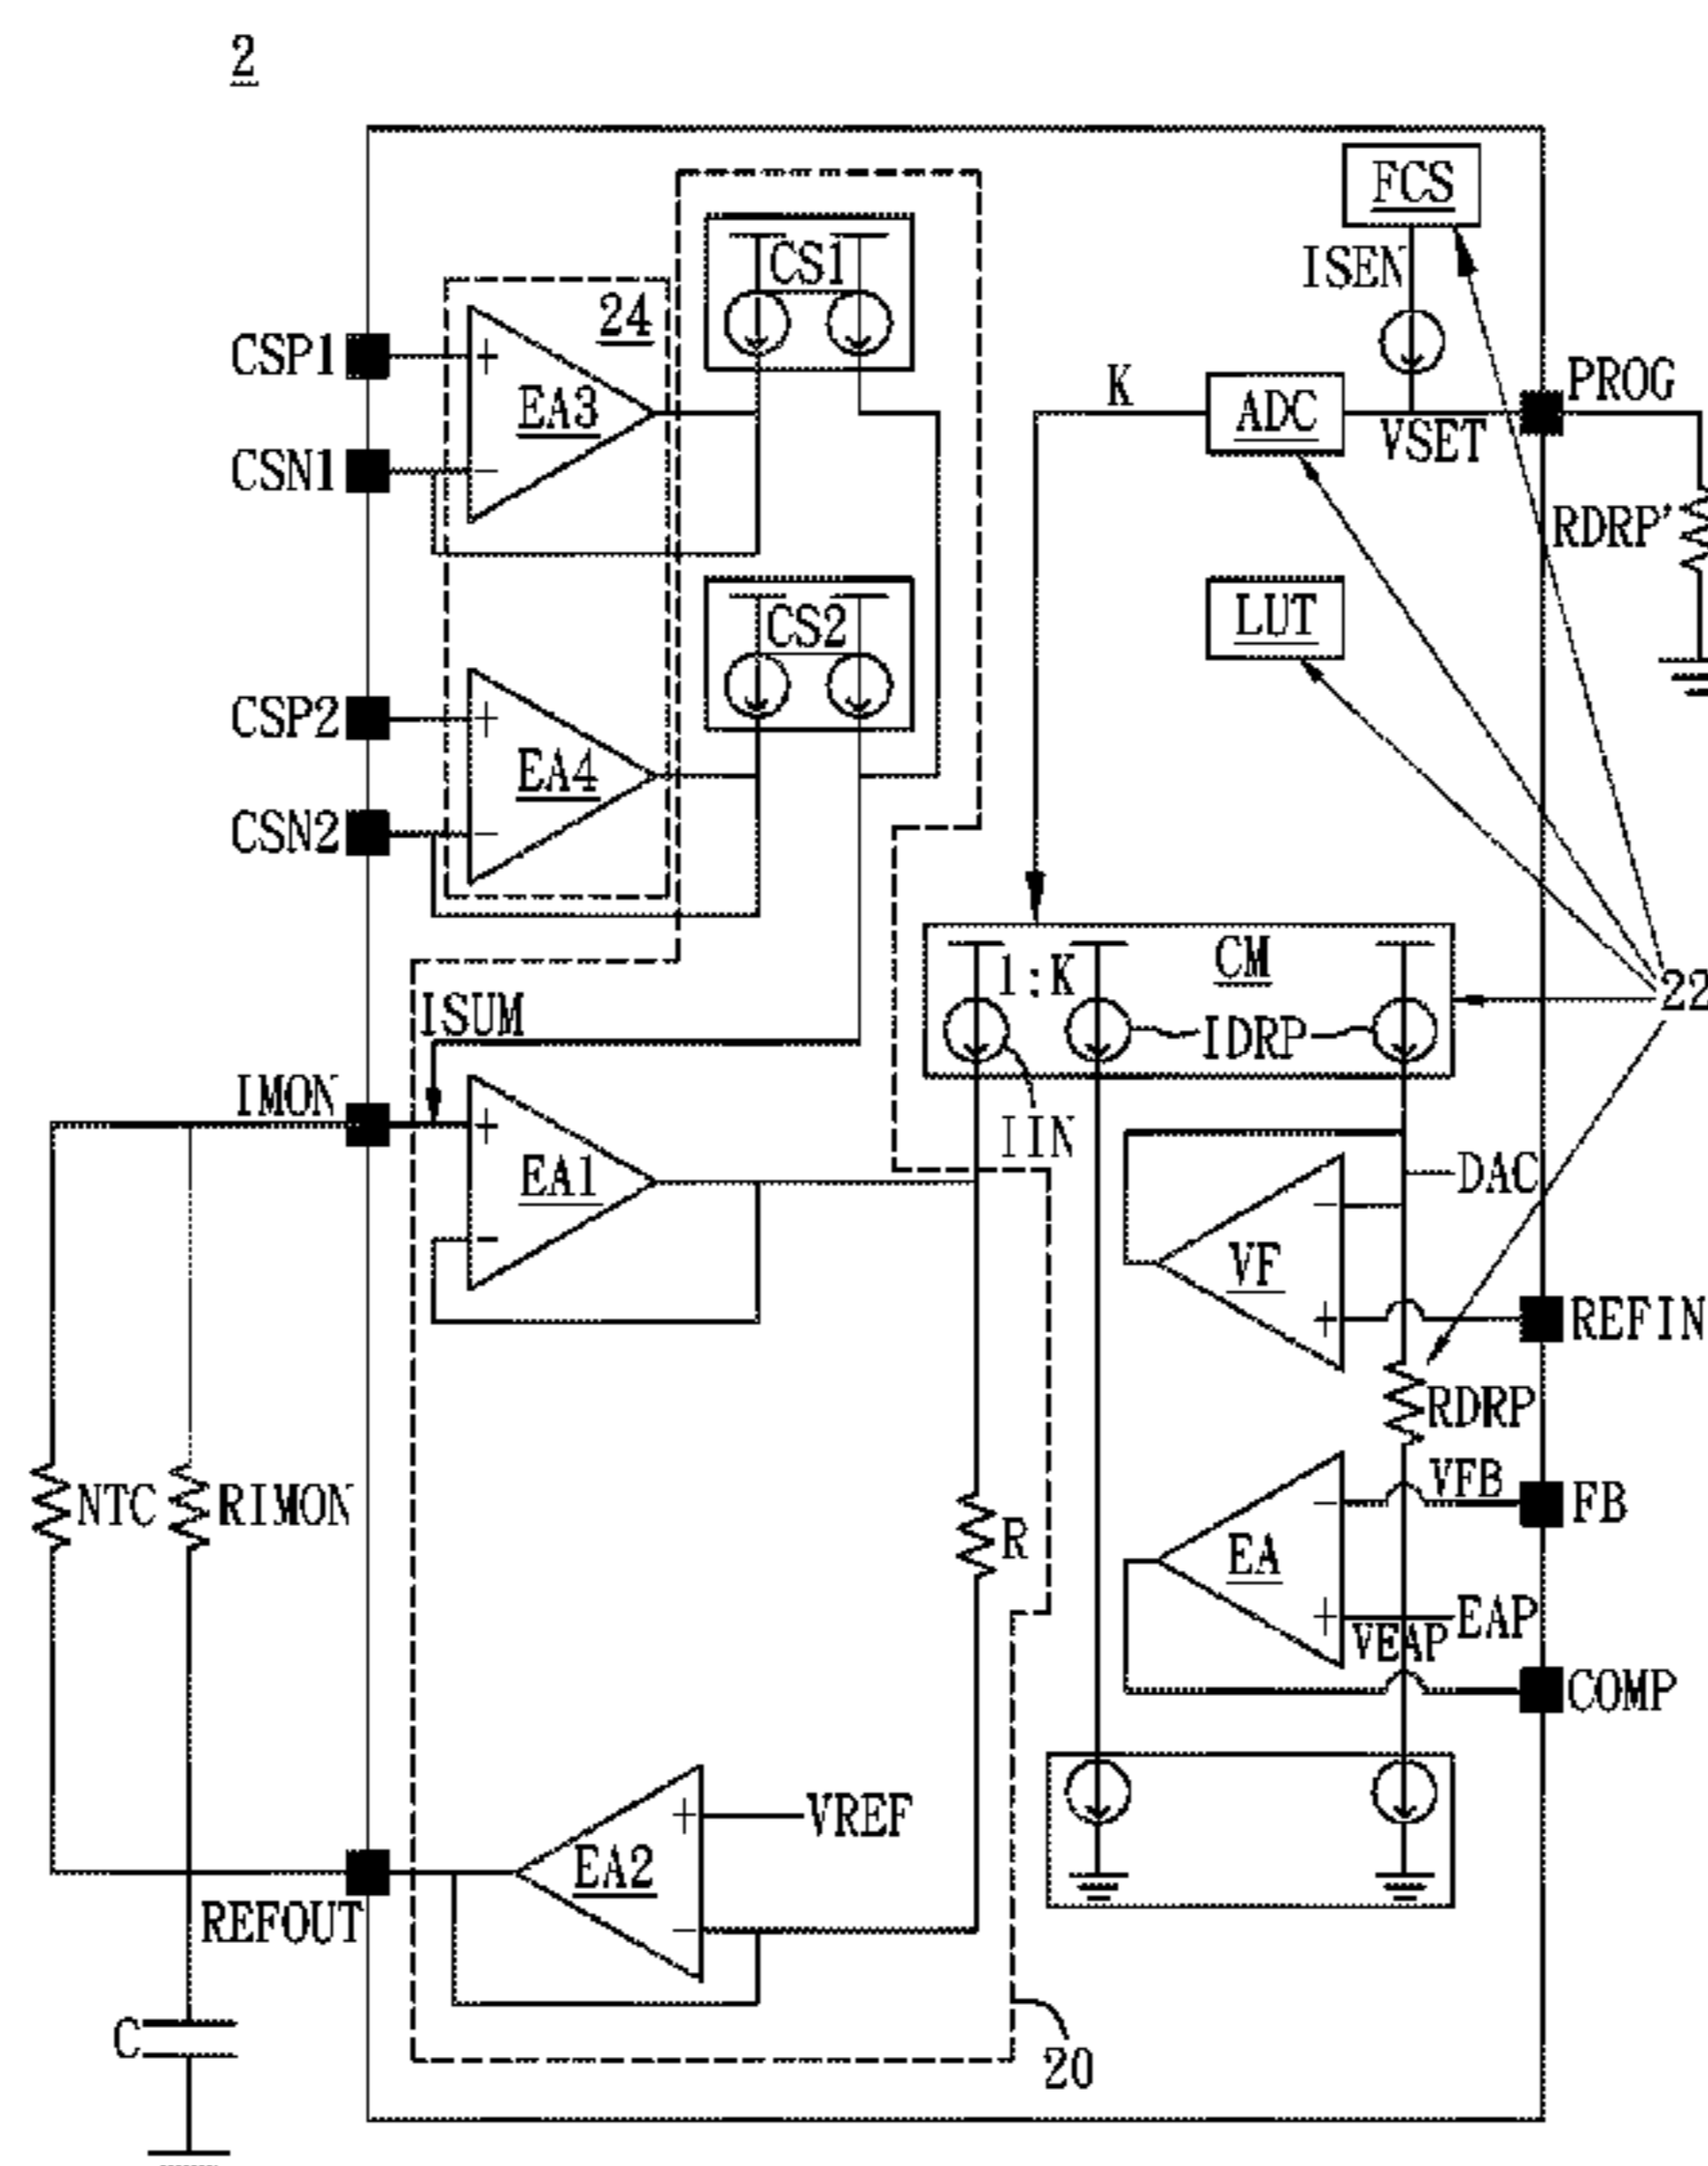 2
FCS
CS1
ISEN
24
CSP1
+
EA3
K
ADC
PROG
VSET
CSN1
−
RDRP'
CS2
LUT
CSP2
+
EA4
CSN2
−
CM
1:K
22
ISUM
IDRP
IMON
+
IIN
EA1
DAC
−
−
VF
+
REFIN
RDRP
NTC
RIMON
VFB
−
FB
R
EA
+
EAP
VEAP
COMP
+
VREF
EA2
REFOUT
−
C
20